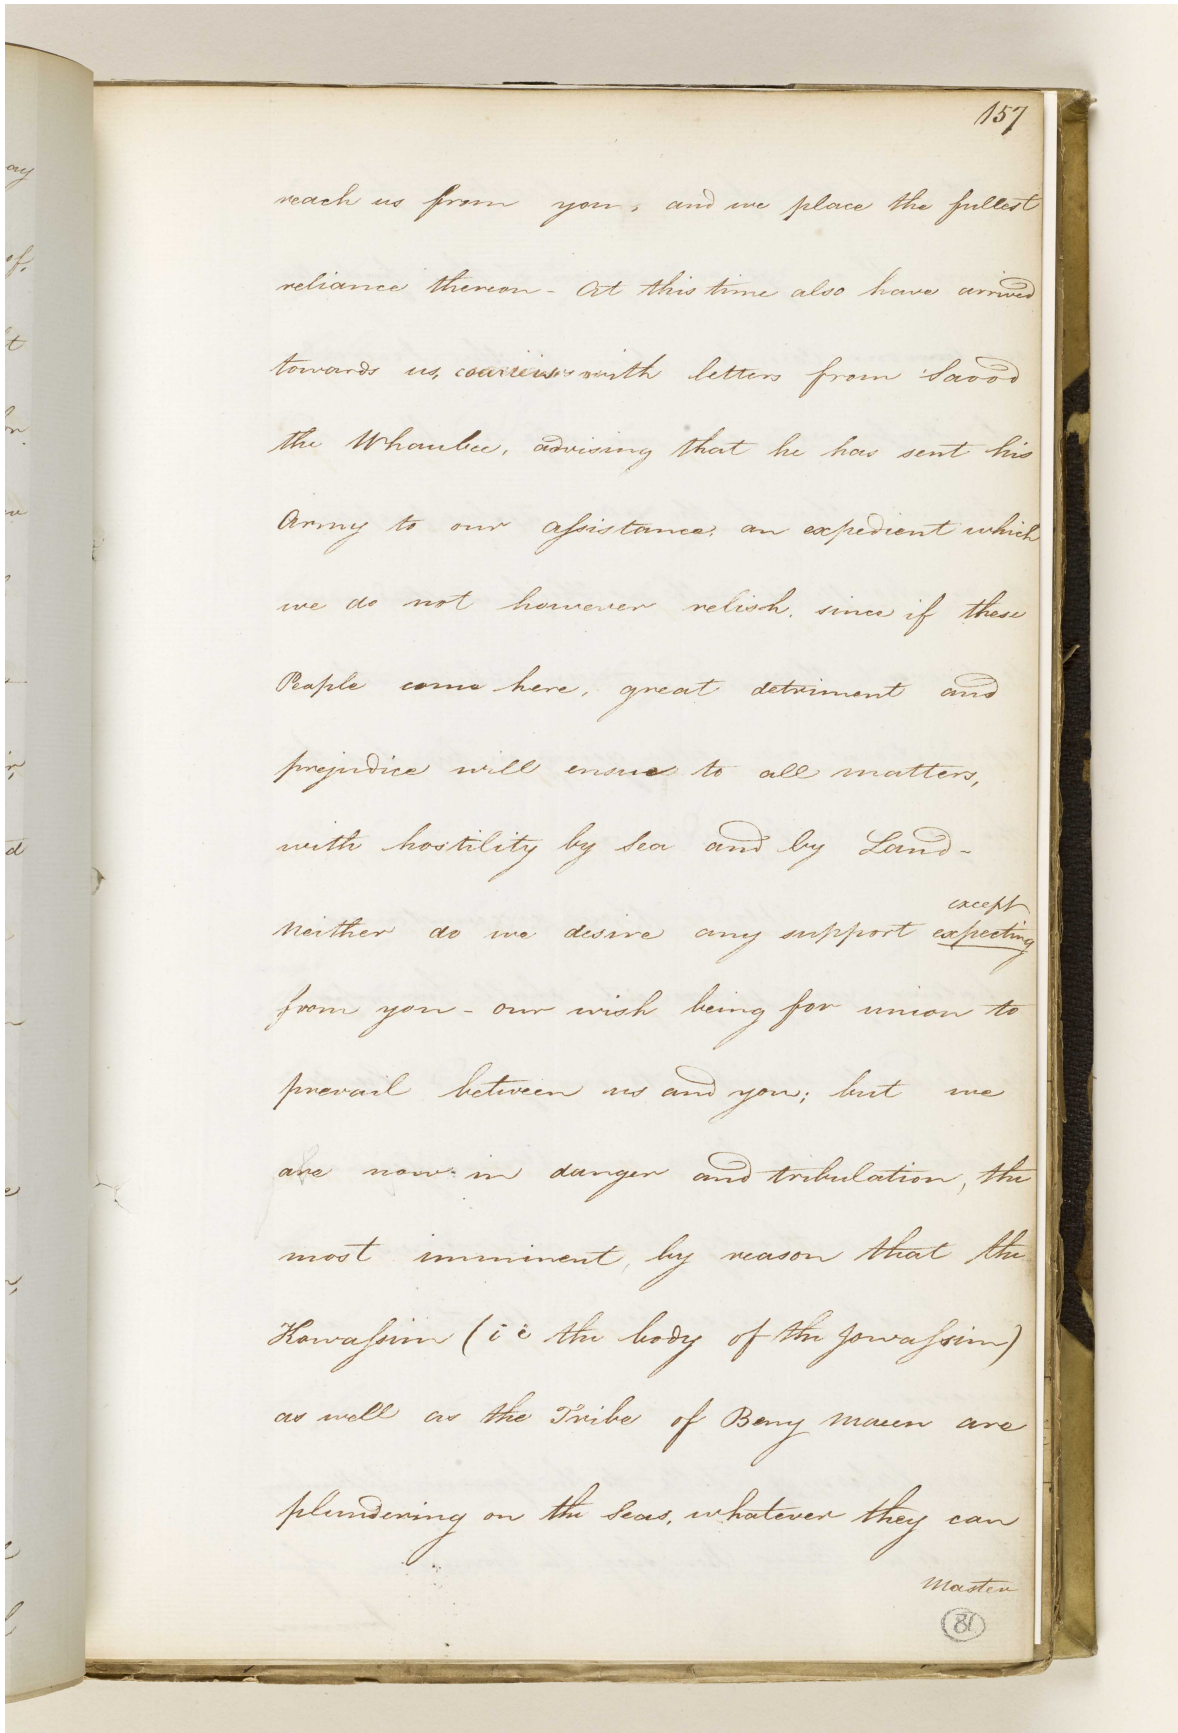 157
reach us from you, and we place the fullest
reliance thereon - At this time also have arrived
towards us, couriers with letters from Saood
the Whaubee, advising that he has sent his
Army to our assistance; an expedient which
we do not however relish, since if these
People come here, great detriment and
prejudice will ensue to all matters,
with hostility by Sea and by Land -
neither do we desire any support expecting
except
from you - our wish being for union to
prevail between us and you; but we
are now in danger and tribulation, the
most imminent, by reason that the
Kowassim (i e the body of the Jowassim)
as well as the Tribe of Beny Maeen are
plundering on the Seas, whatever they can
Master
81